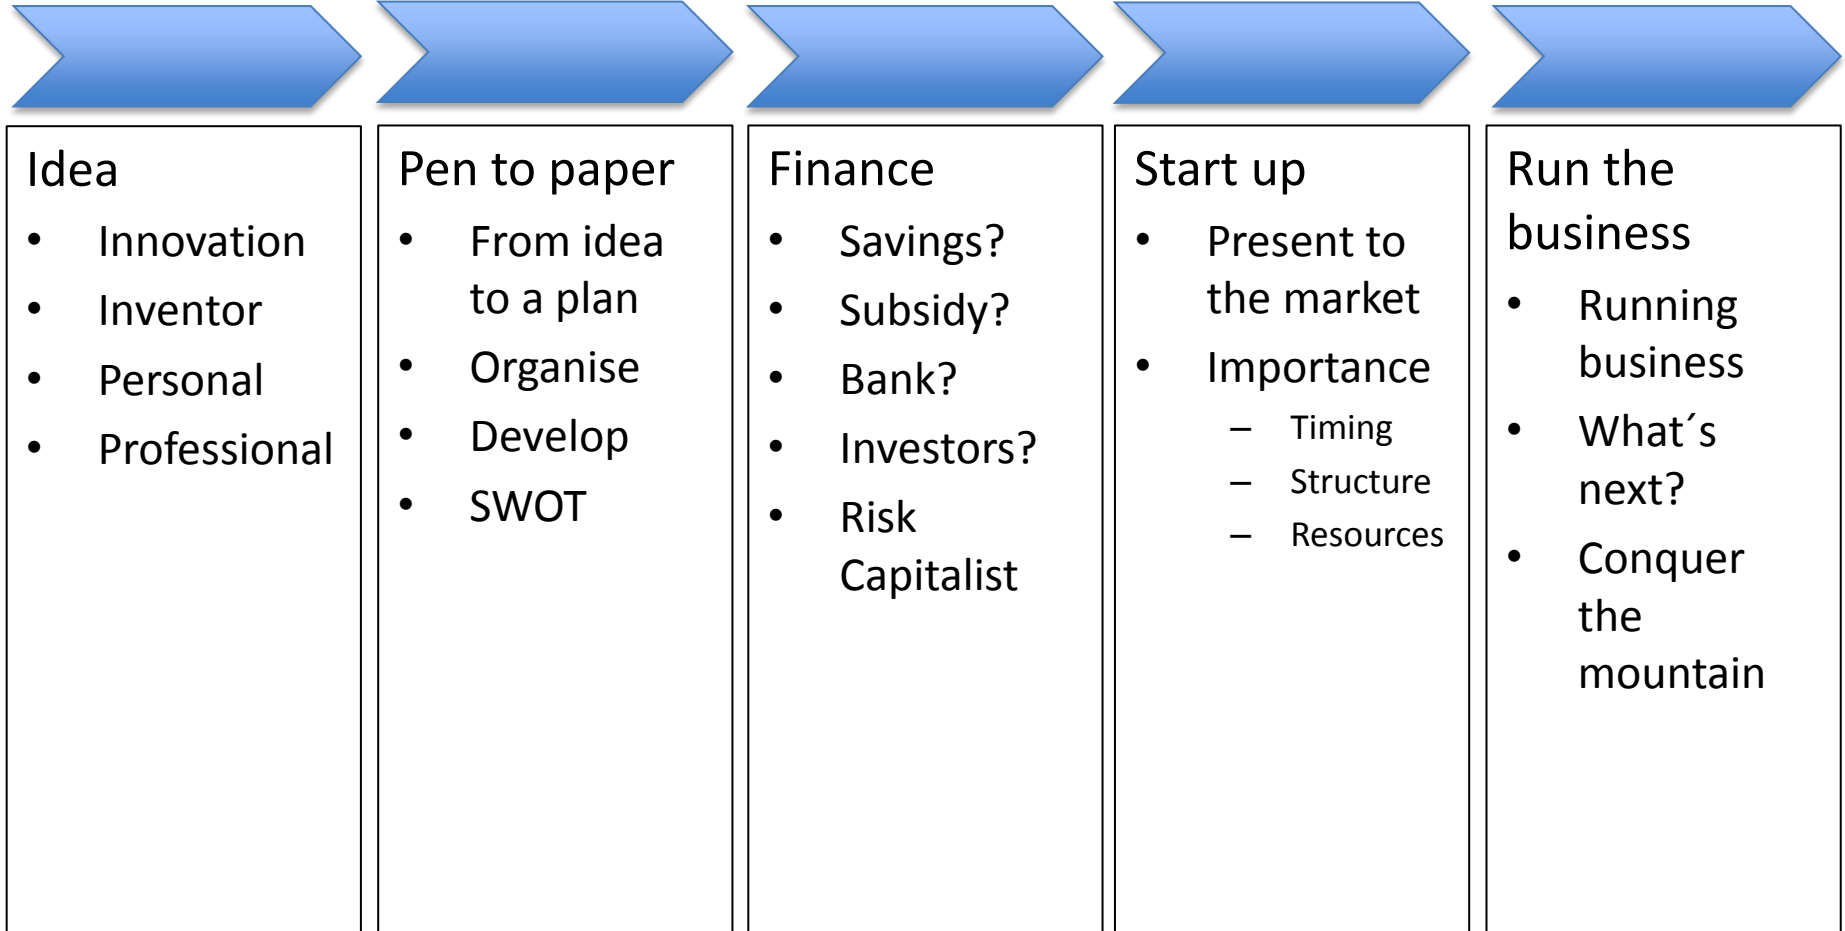 Idea
• Innovation
• Inventor
• Personal
• Professional
Pen to paper
• From idea
to a plan
• Organise
• Develop
• SWOT
Finance
• Savings?
• Subsidy?
• Bank?
• Investors?
• Risk
Capitalist
Start up
• Present to
the market
• Importance
– Timing
– Structure
– Resources
Run the
business
• Running
business
• What´s
next?
• Conquer
the
mountain